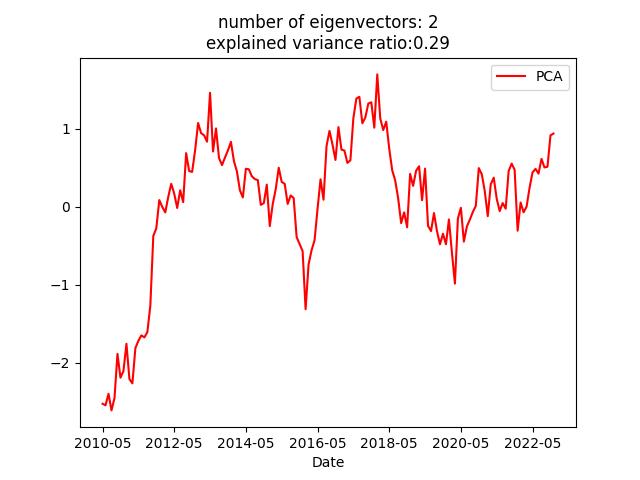 number of eigenvectors: 2
explained variance ratio:0.29
PCA
1
0
−1
−2
2010-05 2012-05 2014-05 2016-05 2018-05 2020-05 2022-05
Date